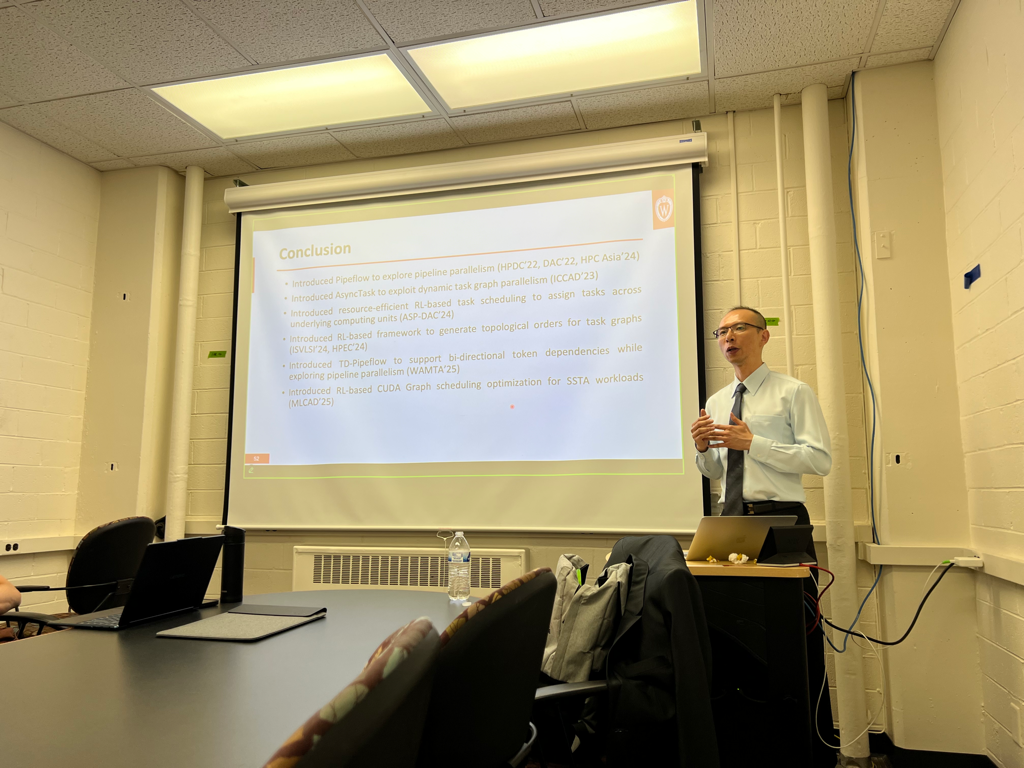 W
Conclusion
• Introduced Pipeflow to explore pipeline parallelism (HPDC'22, DAC'22, HPC Asia'24)
• Introduced AsyncTask to exploit dynamic task graph parallelism (ICCAD'23)
• Introduced resource-efficient RL-based task scheduling to assign tasks across
underlying computing units (ASP-DAC'24)
• Introduced RL-based framework to generate topological orders for task graphs
(ISVLSI'24, HPEC'24)
• Introduced TD-Pipeflow to support bi-directional token dependencies while
exploring pipeline parallelism (WAMTA'25)
• Introduced RL-based CUDA Graph scheduling optimization for SSTA workloads
(MLCAD'25)